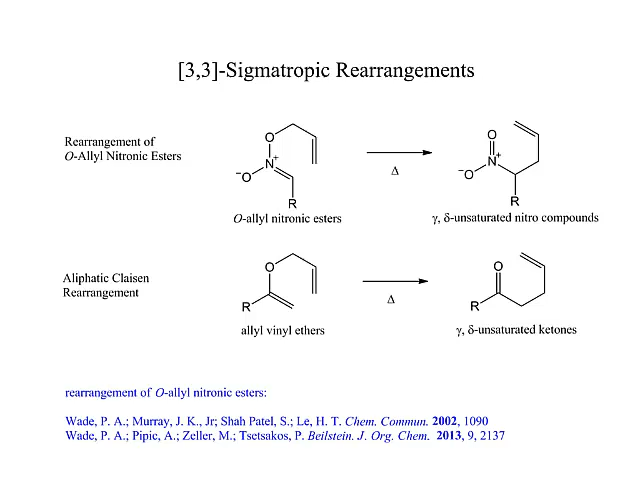 [3,3]-Sigmatropic Rearrangements
Rearrangement of
O-Allyl Nitronic Esters
O
N+
−O
R
O-allyl nitronic esters
Δ
O
N+
−O
R
γ, δ-unsaturated nitro compounds
Aliphatic Claisen
Rearrangement
O
R
allyl vinyl ethers
Δ
O
R
γ, δ-unsaturated ketones
rearrangement of O-allyl nitronic esters:
Wade, P. A.; Murray, J. K., Jr; Shah Patel, S.; Le, H. T. Chem. Commun. 2002, 1090
Wade, P. A.; Pipic, A.; Zeller, M.; Tsetsakos, P. Beilstein. J. Org. Chem. 2013, 9, 2137